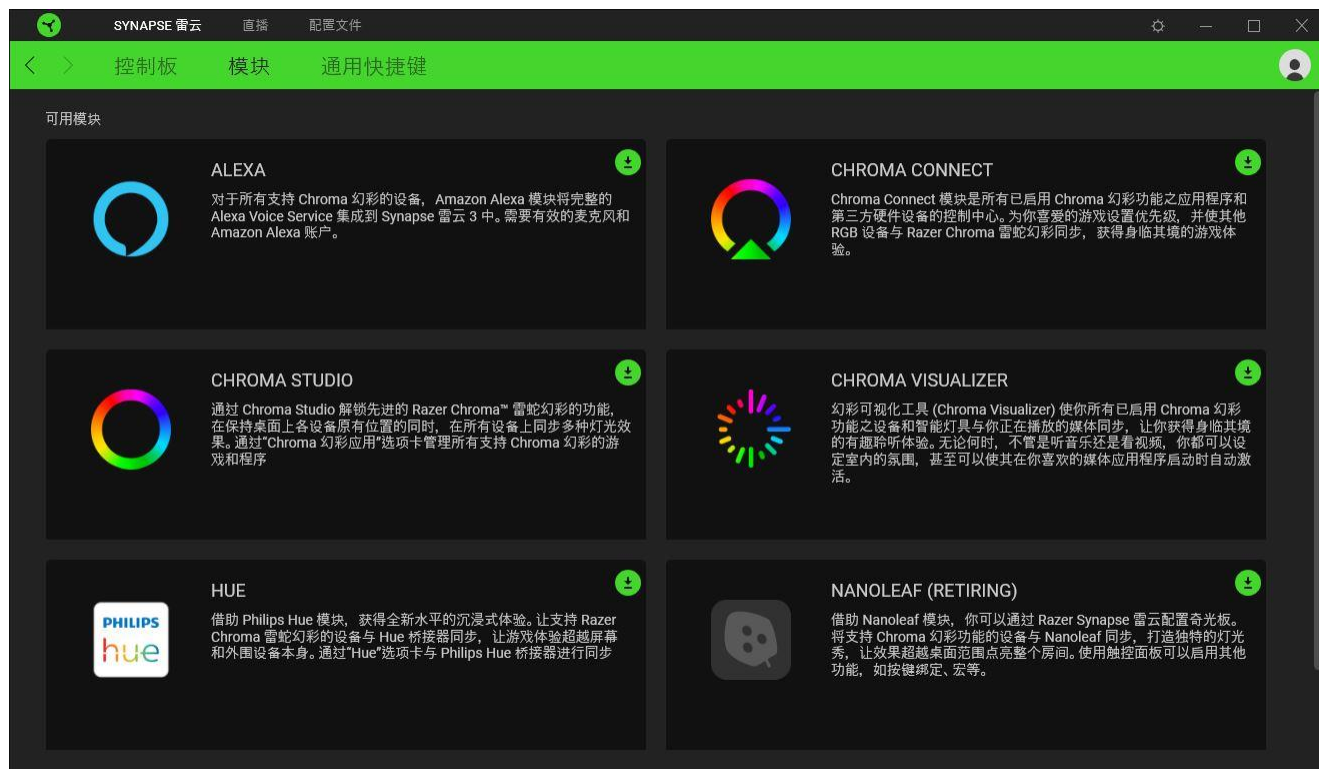 SYNAPSE 雷云
直播
配置文件
控制板
模块
通用快捷键
可用模块
ALEXA
对于所有支持 Chroma 幻彩的设备，Amazon Alexa 模块将完整的
Alexa Voice Service 集成到 Synapse 雷云 3 中。需要有效的麦克风和
Amazon Alexa 账户。
CHROMA CONNECT
Chroma Connect 模块是所有已启用 Chroma 幻彩功能之应用程序和
第三方硬件设备的控制中心。为你喜爱的游戏设置优先级，并使其他
RGB 设备与 Razer Chroma 雷蛇幻彩同步，获得身临其境的游戏体
验。
CHROMA STUDIO
通过 Chroma Studio 解锁先进的 Razer Chroma™ 雷蛇幻彩的功能，
在保持桌面上各设备原有位置的同时，在所有设备上同步多种灯光效
果。通过“Chroma 幻彩应用”选项卡管理所有支持 Chroma 幻彩的游
戏和程序
CHROMA VISUALIZER
幻彩可视化工具 (Chroma Visualizer) 使你所有已启用 Chroma 幻彩
功能之设备和智能灯具与你正在播放的媒体同步，让你获得身临其境
的有趣聆听体验。无论何时，不管是听音乐还是看视频，你都可以设
定室内的氛围，甚至可以使其在你喜欢的媒体应用程序启动时自动激
活。
PHILIPS
hue
HUE
借助 Philips Hue 模块，获得全新水平的沉浸式体验。让支持 Razer
Chroma 雷蛇幻彩的设备与 Hue 桥接器同步，让游戏体验超越屏幕
和外围设备本身。通过“Hue”选项卡与 Philips Hue 桥接器进行同步
NANOLEAF (RETIRING)
借助 Nanoleaf 模块，你可以通过 Razer Synapse 雷云配置奇光板。
将支持 Chroma 幻彩功能的设备与 Nanoleaf 同步，打造独特的灯光
秀，让效果超越桌面范围点亮整个房间。使用触控面板可以启用其他
功能，如按键绑定、宏等。